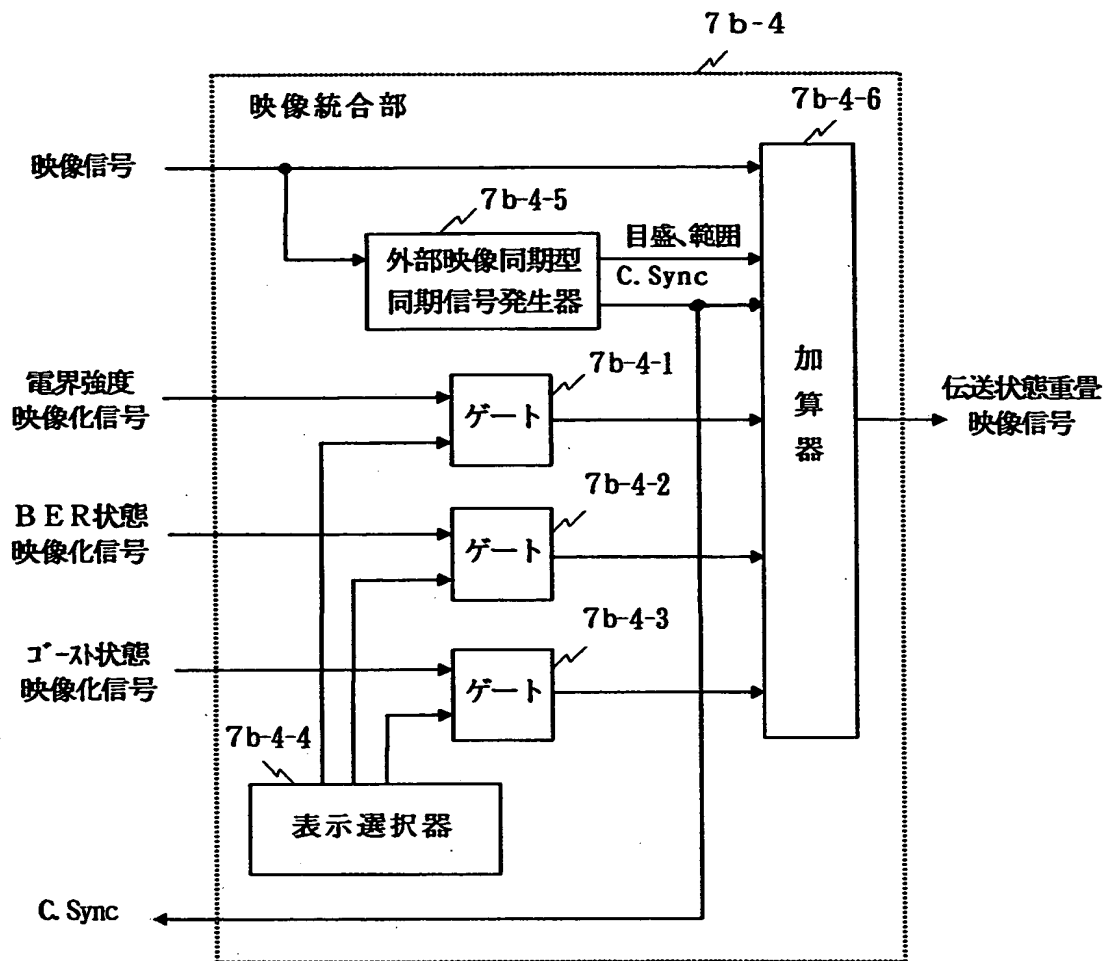 7b-4
映像統合部
7b-4-6
映像信号
7b-4-5
目盛、範囲
外部映像同期型
同期信号発生器
C. Sync
加算器
電界強度
映像化信号
7b-4-1
ゲート
伝送状態重畳
映像信号
BER状態
映像化信号
7b-4-2
ゲート
ゴースト状態
映像化信号
7b-4-3
ゲート
7b-4-4
表示選択器
C. Sync